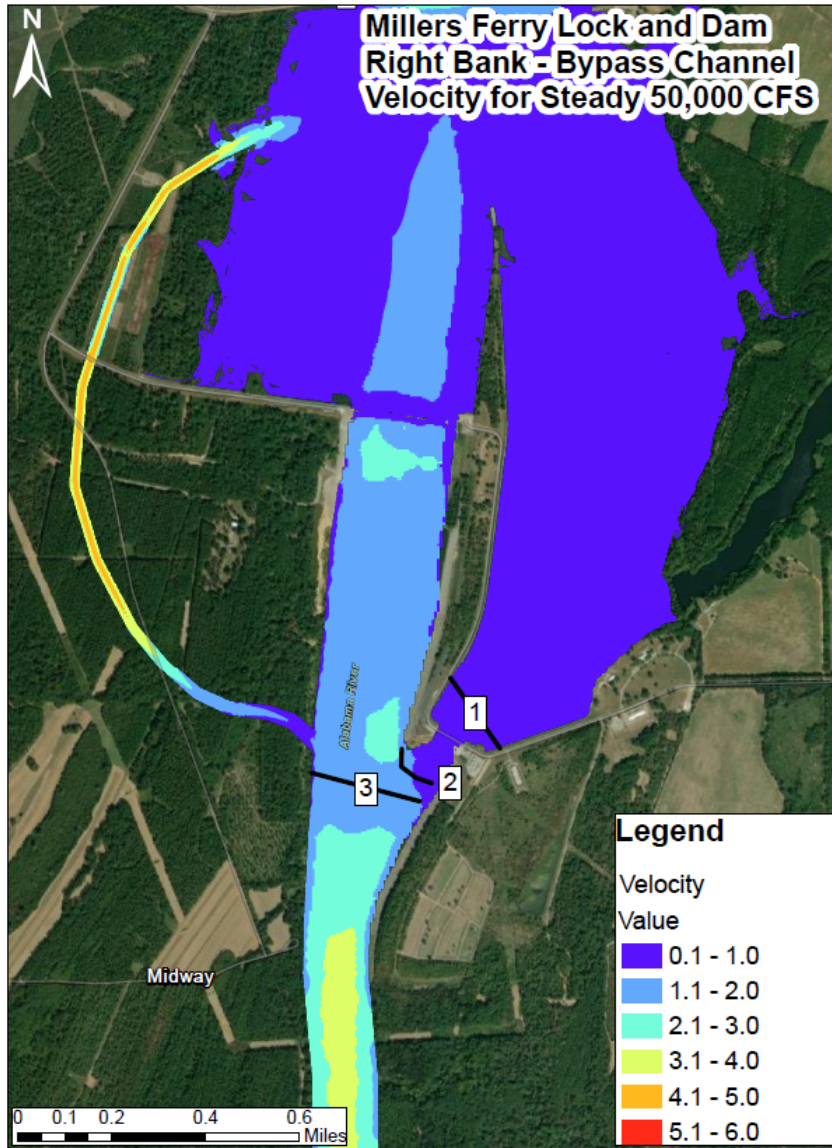 N
Millers Ferry Lock and Dam
Right Bank - Bypass Channel
Velocity for Steady 50,000 CFS
Alabama River
1
2
3
Midway
Legend
Velocity
Value
0.1 - 1.0
1.1 - 2.0
2.1 - 3.0
3.1 - 4.0
4.1 - 5.0
5.1 - 6.0
0 0.1 0.2 0.4 0.6
Miles